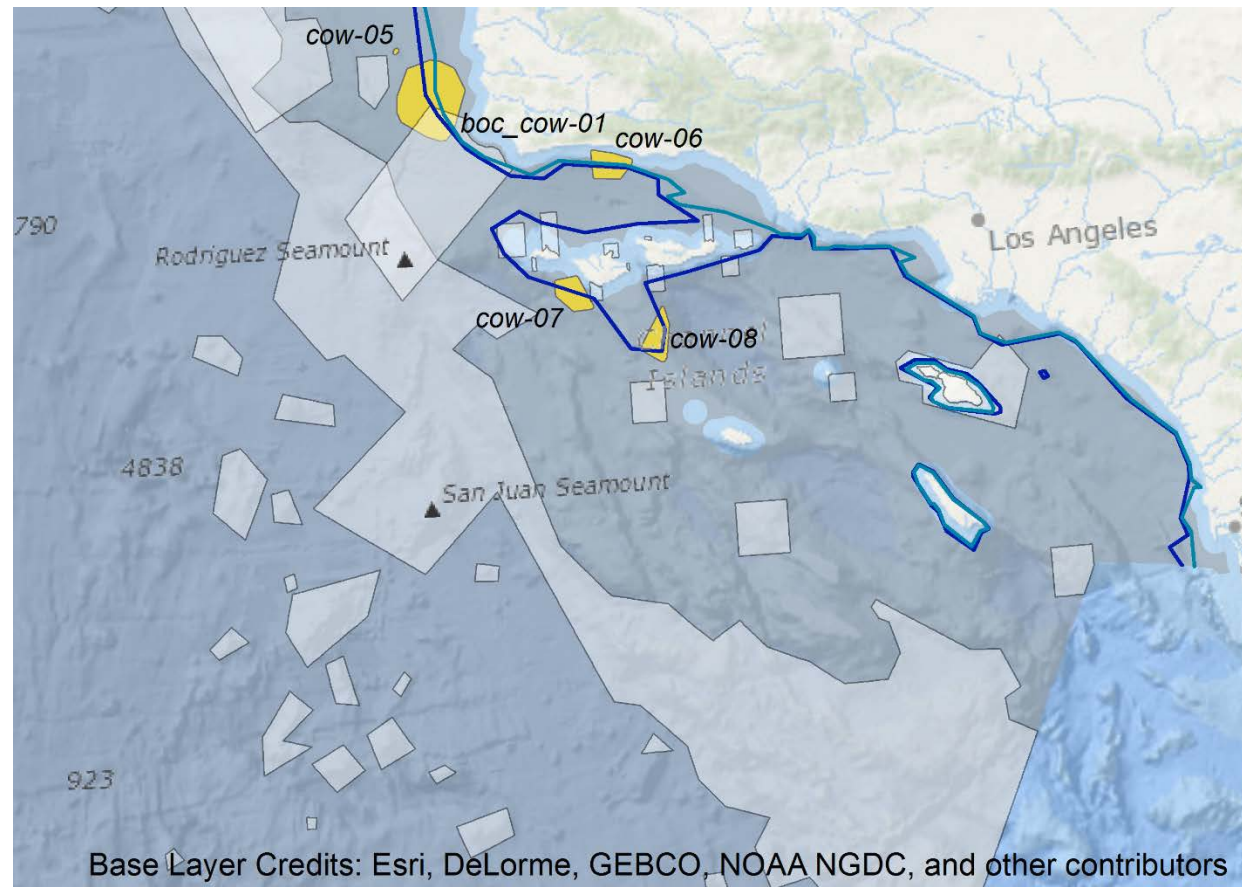 cow-05
boc_cow-01
cow-06
790
Rodriguez Seamount
Los Angeles
cow-07
cow-08
Channel
Islands
4838
San Juan Seamount
923
Base Layer Credits: Esri, DeLorme, GEBCO, NOAA NGDC, and other contributors